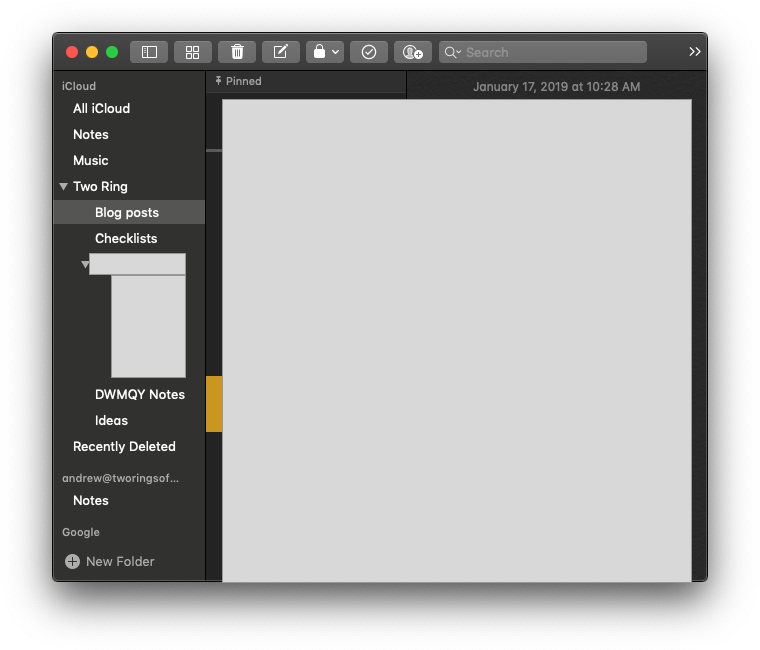 Search
iCloud
Pinned
January 17, 2019 at 10:28 AM
All iCloud
Notes
Music
Two Ring
Blog posts
Checklists
DWMQY Notes
Ideas
Recently Deleted
andrew@tworingsof...
Notes
Google
New Folder